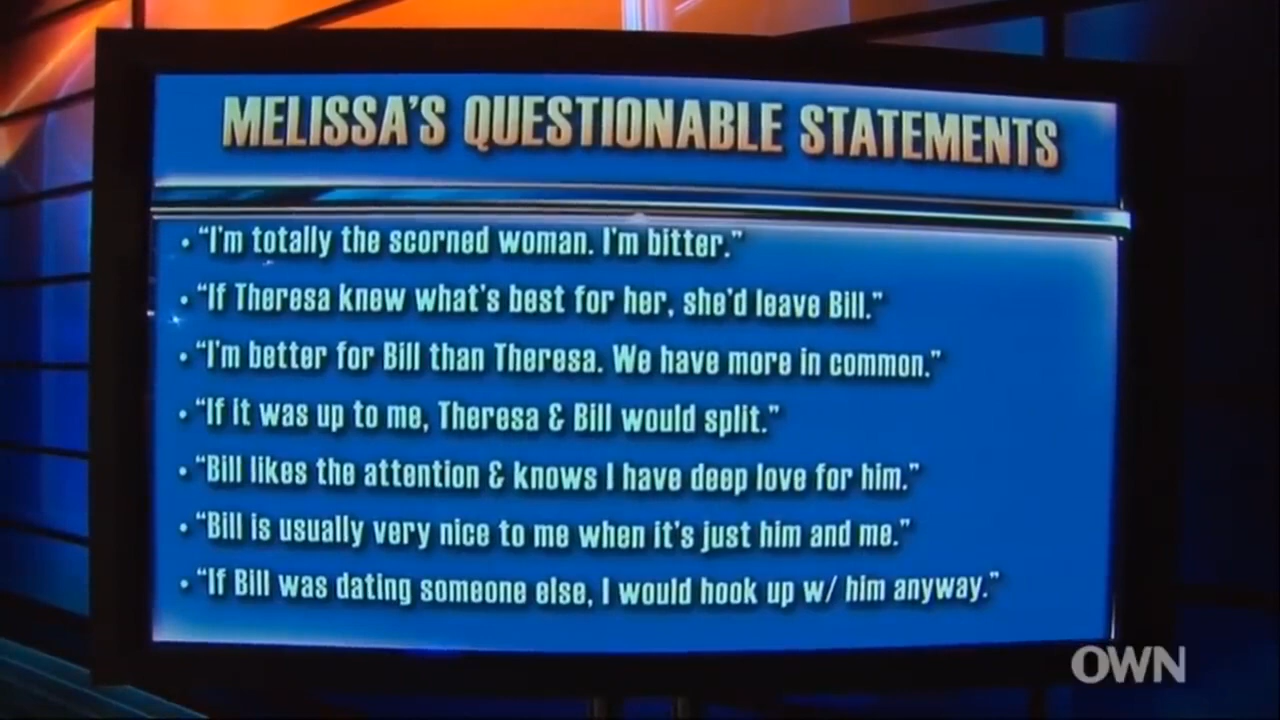 MELISSA'S QUESTIONABLE STATEMENTS
• "I'm totally the scorned woman. I'm bitter."
• "If Theresa knew what's best for her, she'd leave Bill."
• "I'm better for Bill than Theresa. We have more in common."
• "If it was up to me, Theresa & Bill would split."
• "Bill likes the attention & knows I have deep love for him."
• "Bill is usually very nice to me when it's just him and me."
• "If Bill was dating someone else, I would hook up w/ him anyway."
OWN